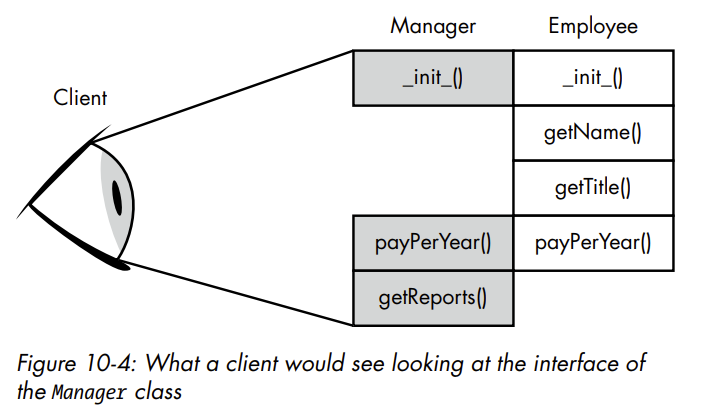 Manager Employee
Client
_init_() _init_()
getName()
getTitle()
payPerYear() payPerYear()
getReports()
Figure 10-4: What a client would see looking at the interface of
the Manager class